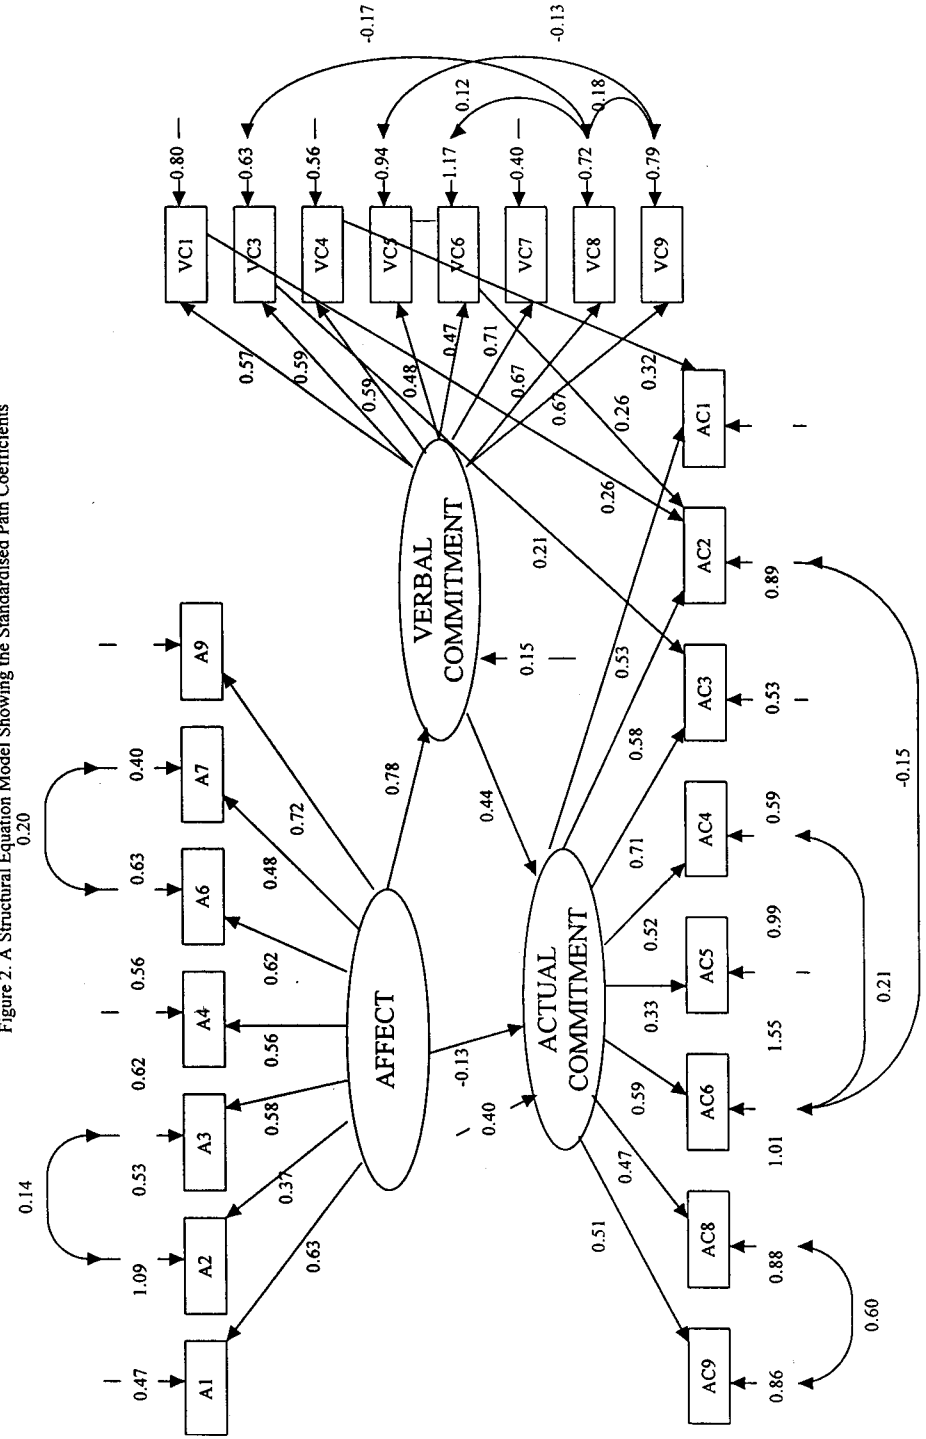 Figure 2. A Structural Equation Model Showing the Standardised Path Coefficients
0.14
0.20
0.47
1.09
0.53
0.62
0.56
0.63
0.40
A1
A2
A3
A4
A6
A7
A9
0.63
0.37
0.58
0.56
0.62
0.48
0.72
AFFECT
0.78
-0.13
0.40
0.44
VERBAL
COMMITMENT
0.15
ACTUAL
COMMITMENT
0.57
0.59
0.59
0.48
0.47
0.71
0.67
0.67
VC1
VC3
VC4
VC5
VC6
VC7
VC8
VC9
0.80
0.63
0.56
0.94
1.17
0.40
0.72
0.79
-0.17
0.12
-0.13
0.18
0.21
0.26
0.26
0.32
0.51
0.47
0.59
0.33
0.52
0.71
0.58
0.53
AC9
AC8
AC6
AC5
AC4
AC3
AC2
AC1
0.86
0.88
1.01
1.55
0.99
0.59
0.53
0.89
0.60
0.21
-0.15